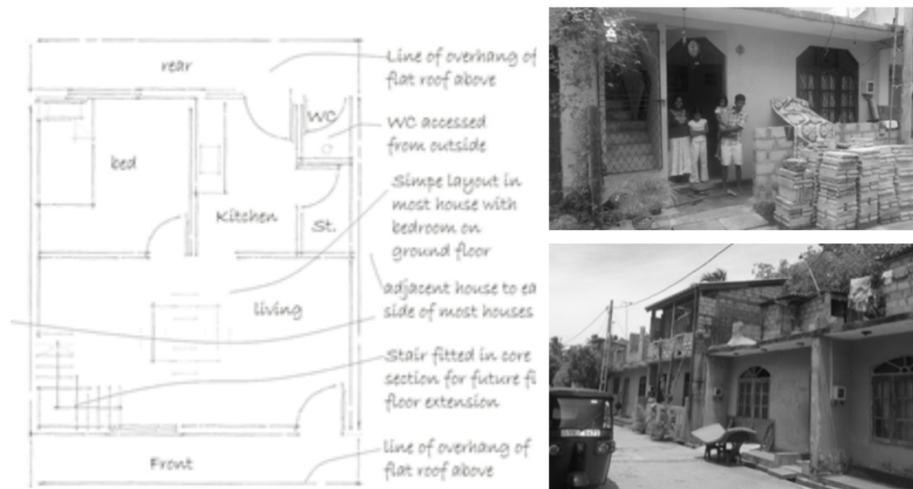 rear
Line of overhang of
flat roof above
WC
WC accessed
from outside
bed
Simpe layout in
most house with
bedroom on
ground floor
Kitchen
St.
adjacent house to ea
side of most houses
living
Stair fitted in core
section for future fi
floor extension
Front
line of overhang of
flat roof above